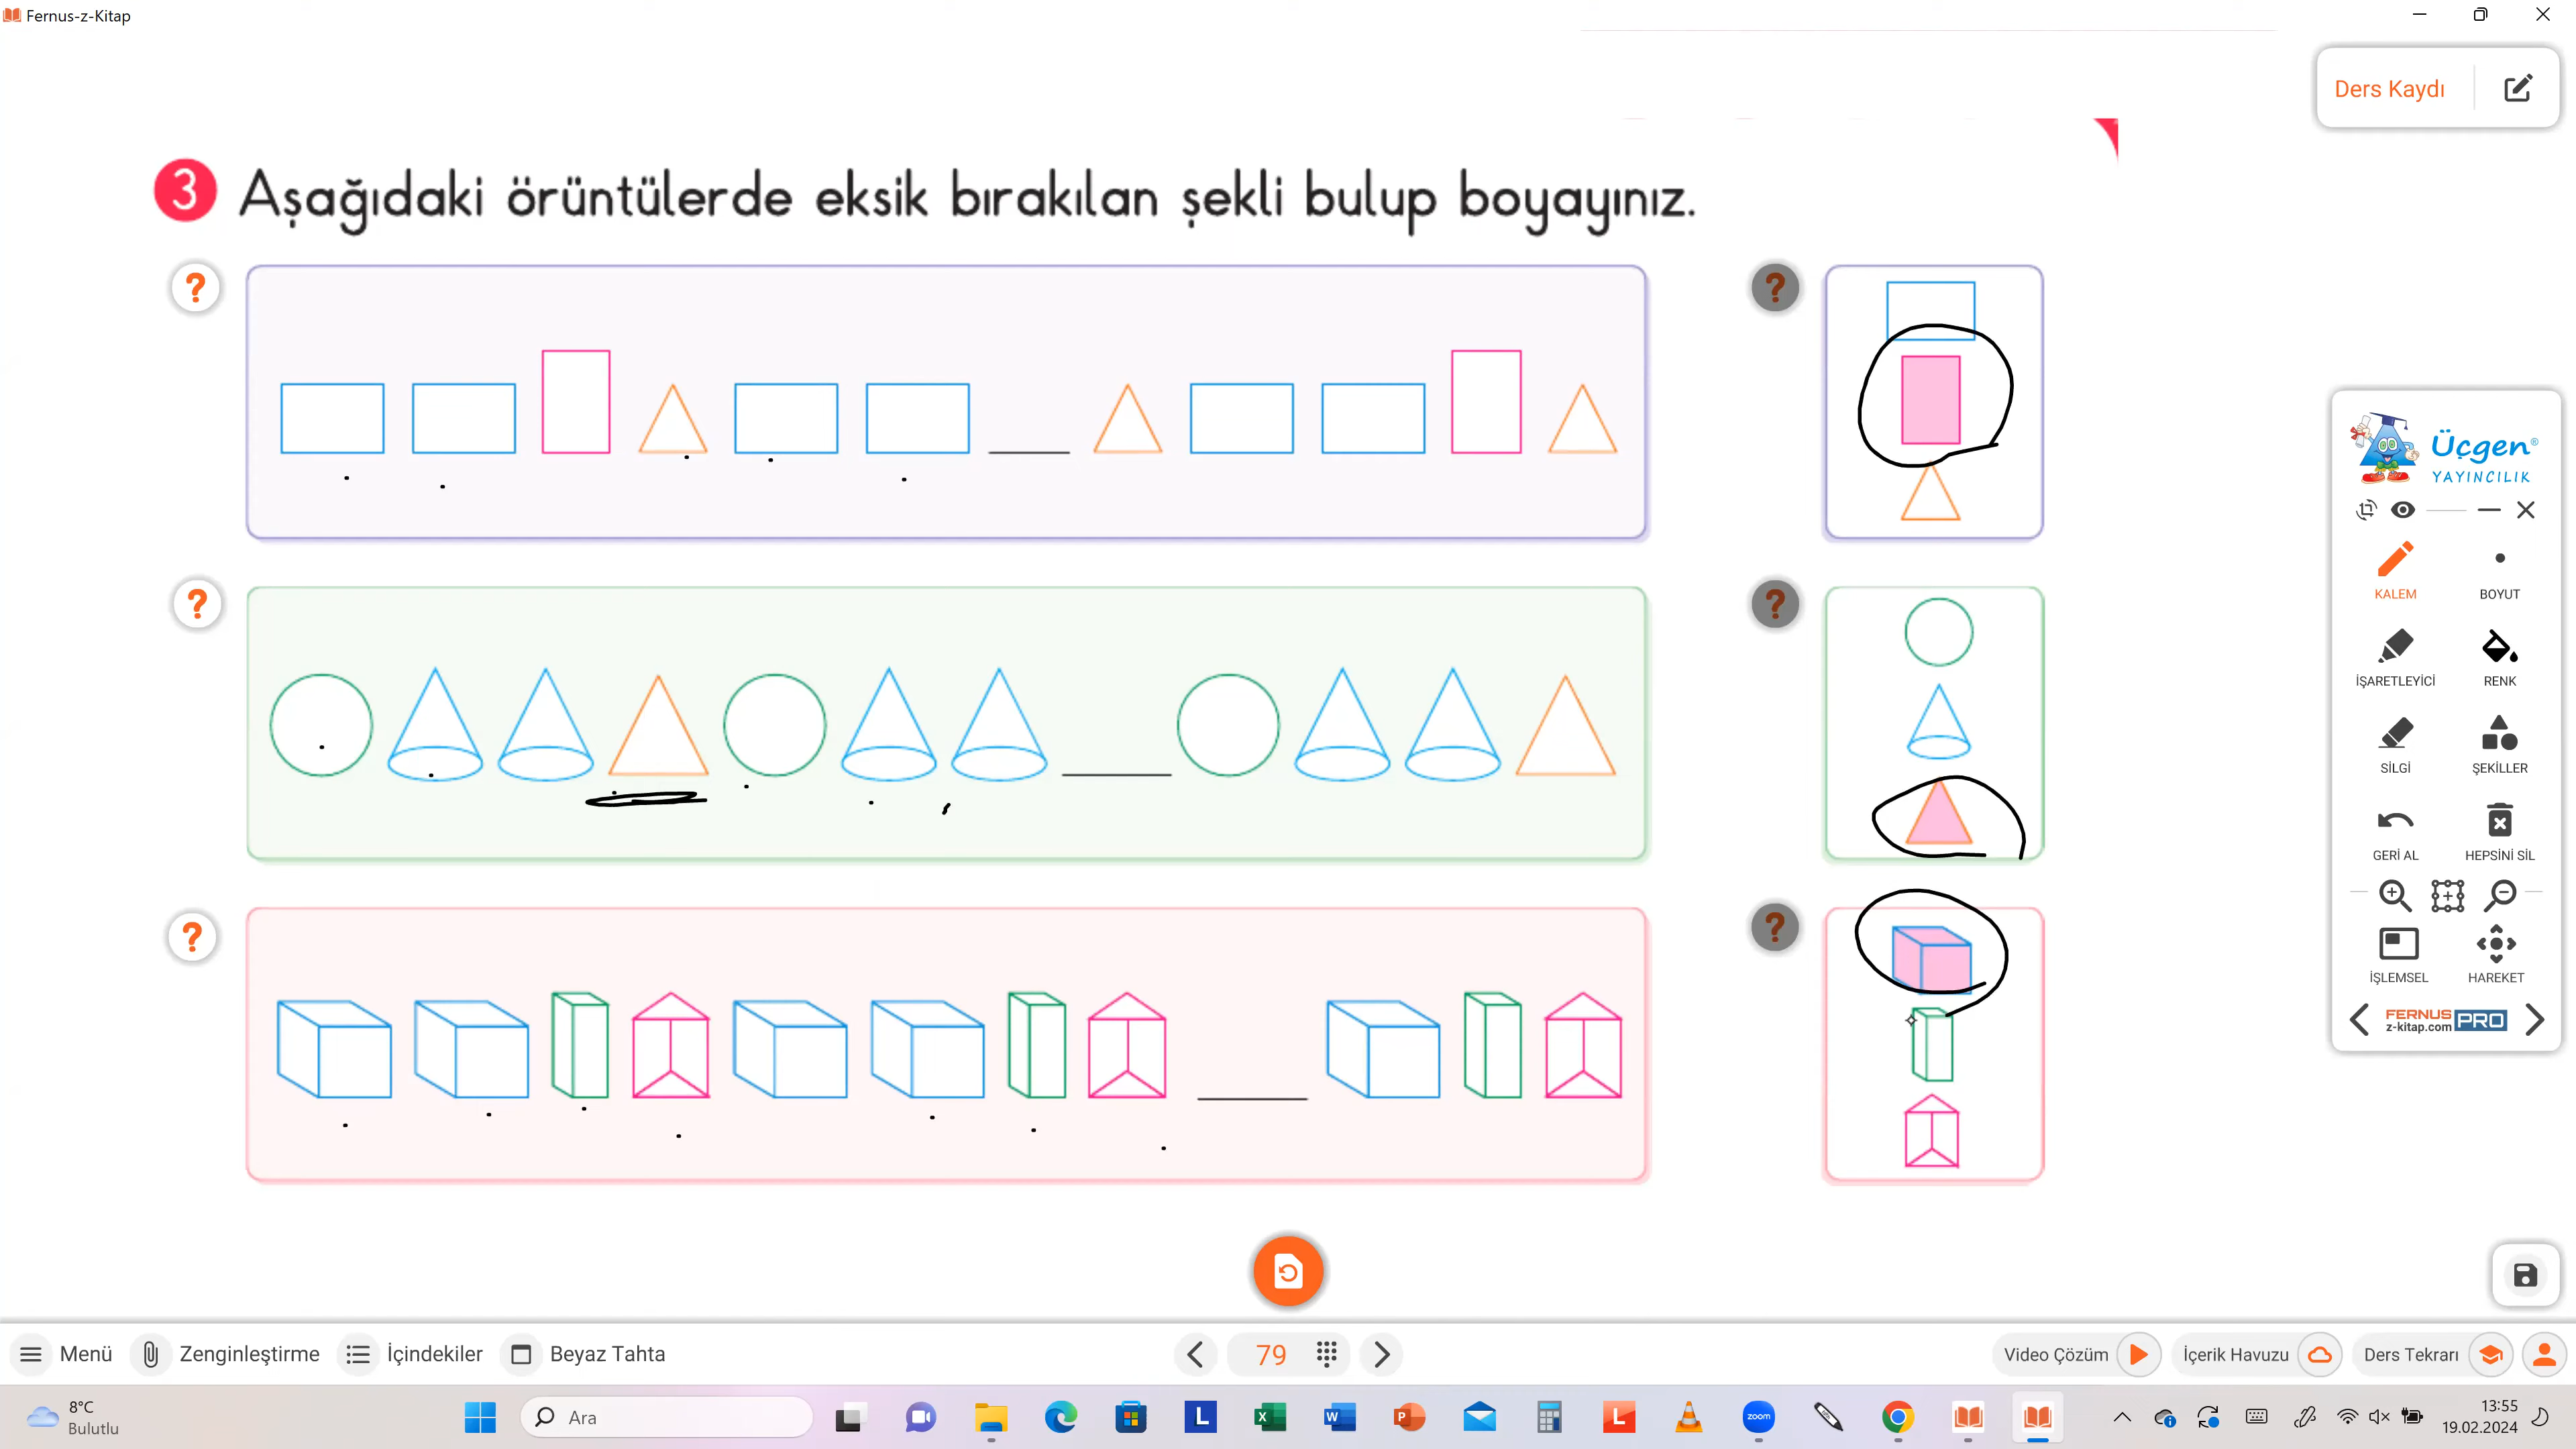 Fernus-z-Kitap
Ders Kaydı
3 Aşağıdaki örüntülerde eksik bırakılan şekli bulup boyayınız.
?
?
?
?
?
?
Üçgen®
YAYINCILIK
KALEM
BOYUT
İŞARETLEYİCİ
RENK
SİLGİ
ŞEKİLLER
GERİ AL
HEPSİNİ SİL
İŞLEMSEL
HAREKET
FERNUS
z-kitap.com PRO
Menü
Zenginleştirme
İçindekiler
Beyaz Tahta
79
Video Çözüm
İçerik Havuzu
Ders Tekrarı
8°C
Bulutlu
Ara
L
X
W
P
L
zoom
13:55
19.02.2024